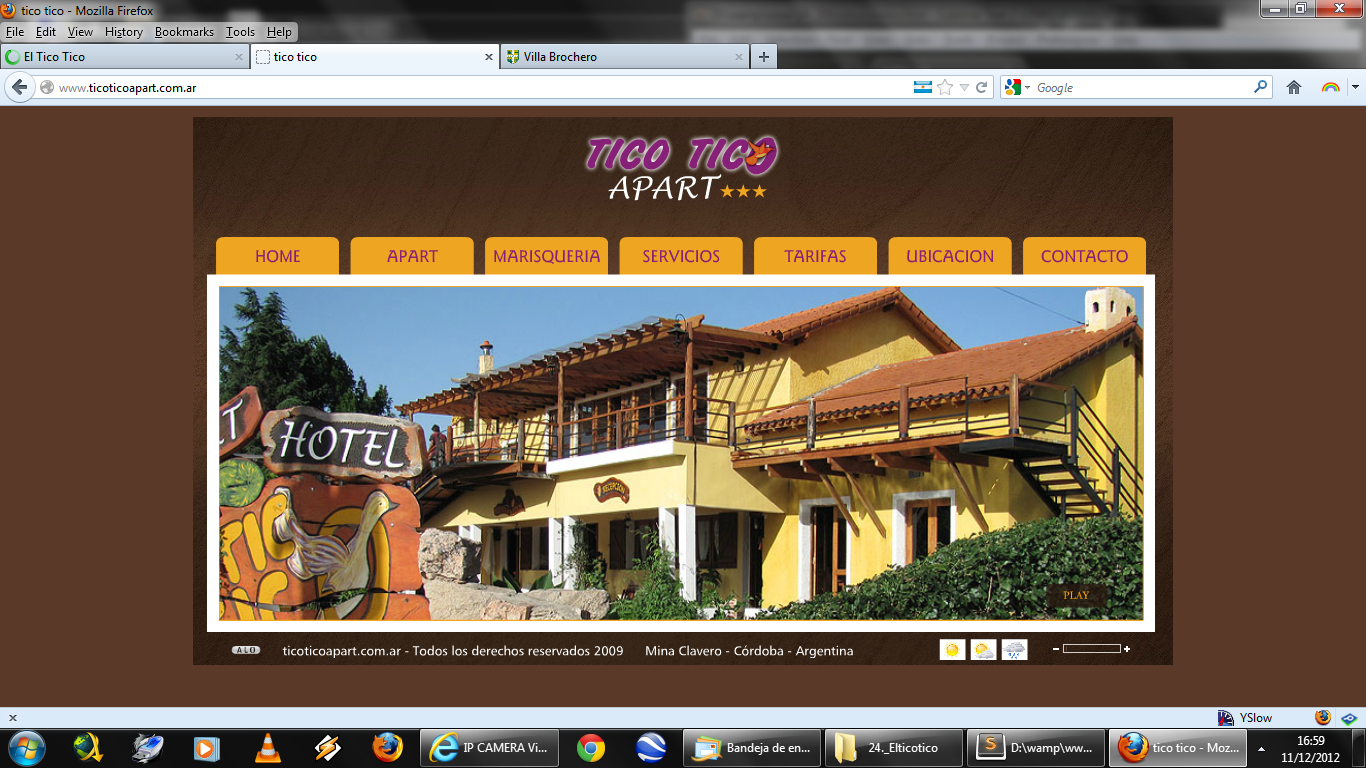 tico tico - Mozilla Firefox
File Edit View History Bookmarks Tools Help
El Tico Tico
tico tico
Villa Brochero
www.ticoticoapart.com.ar
Google
TICO TICO
APART
HOME
APART
MARISQUERIA
SERVICIOS
TARIFAS
UBICACION
CONTACTO
HOTEL
RECEPCION
TIC
PLAY
ALO
ticoticoapart.com.ar - Todos los derechos reservados 2009 Mina Clavero - Córdoba - Argentina
YSlow
IP CAMERA Vi...
Bandeja de en...
24._Elticotico
D:\wamp\ww...
tico tico - Moz...
16:59
11/12/2012